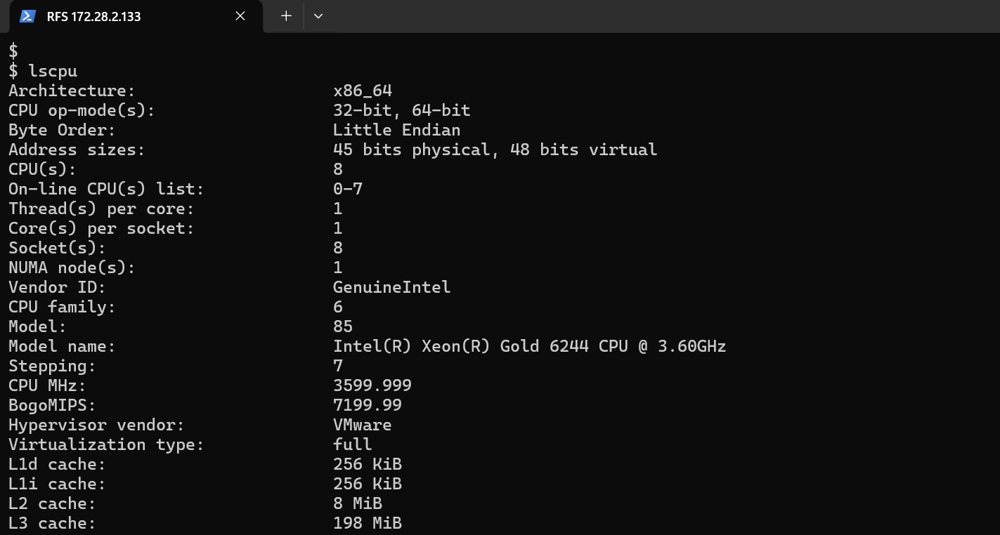 RFS 172.28.2.133
$
$ lscpu
Architecture: x86_64
CPU op-mode(s): 32-bit, 64-bit
Byte Order: Little Endian
Address sizes: 45 bits physical, 48 bits virtual
CPU(s): 8
On-line CPU(s) list: 0-7
Thread(s) per core: 1
Core(s) per socket: 1
Socket(s): 8
NUMA node(s): 1
Vendor ID: GenuineIntel
CPU family: 6
Model: 85
Model name: Intel(R) Xeon(R) Gold 6244 CPU @ 3.60GHz
Stepping: 7
CPU MHz: 3599.999
BogoMIPS: 7199.99
Hypervisor vendor: VMware
Virtualization type: full
L1d cache: 256 KiB
L1i cache: 256 KiB
L2 cache: 8 MiB
L3 cache: 198 MiB